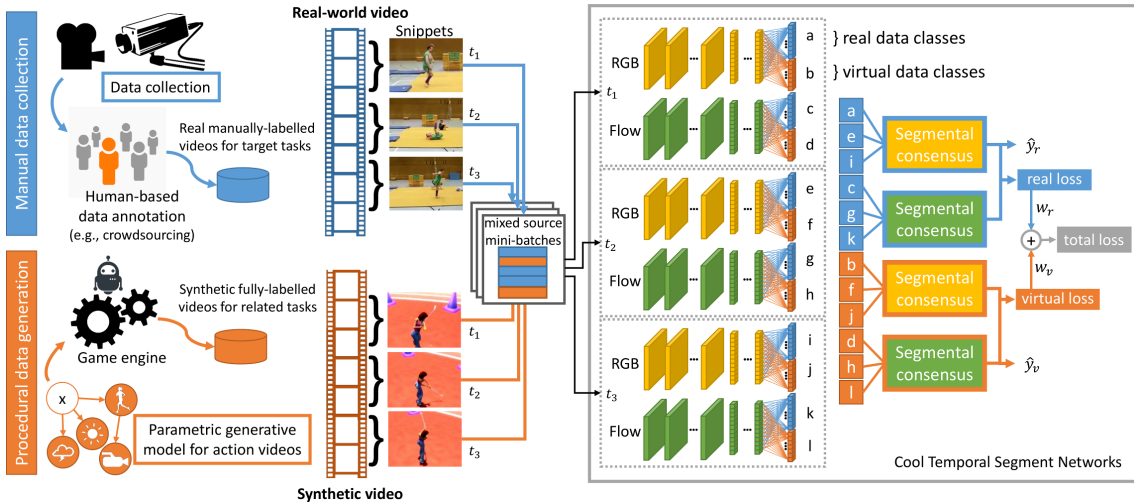 Manual data collection
Data collection
Human-based
data annotation
(e.g., crowdsourcing)
Real manually-labelled
videos for target tasks
Procedural data generation
Game engine
Synthetic fully-labelled
videos for related tasks
x
Parametric generative
model for action videos
Real-world video
Snippets
t1
t2
t3
mixed source
mini-batches
t1
t2
t3
Synthetic video
t1
RGB
Flow
a
b
c
d
} real data classes
} virtual data classes
t2
RGB
Flow
e
f
g
h
t3
RGB
Flow
i
j
k
l
a
e
i
c
g
k
b
f
j
d
h
l
Segmental
consensus
Segmental
consensus
Segmental
consensus
Segmental
consensus
ŷr
real loss
wr
+
total loss
wv
virtual loss
ŷv
Cool Temporal Segment Networks